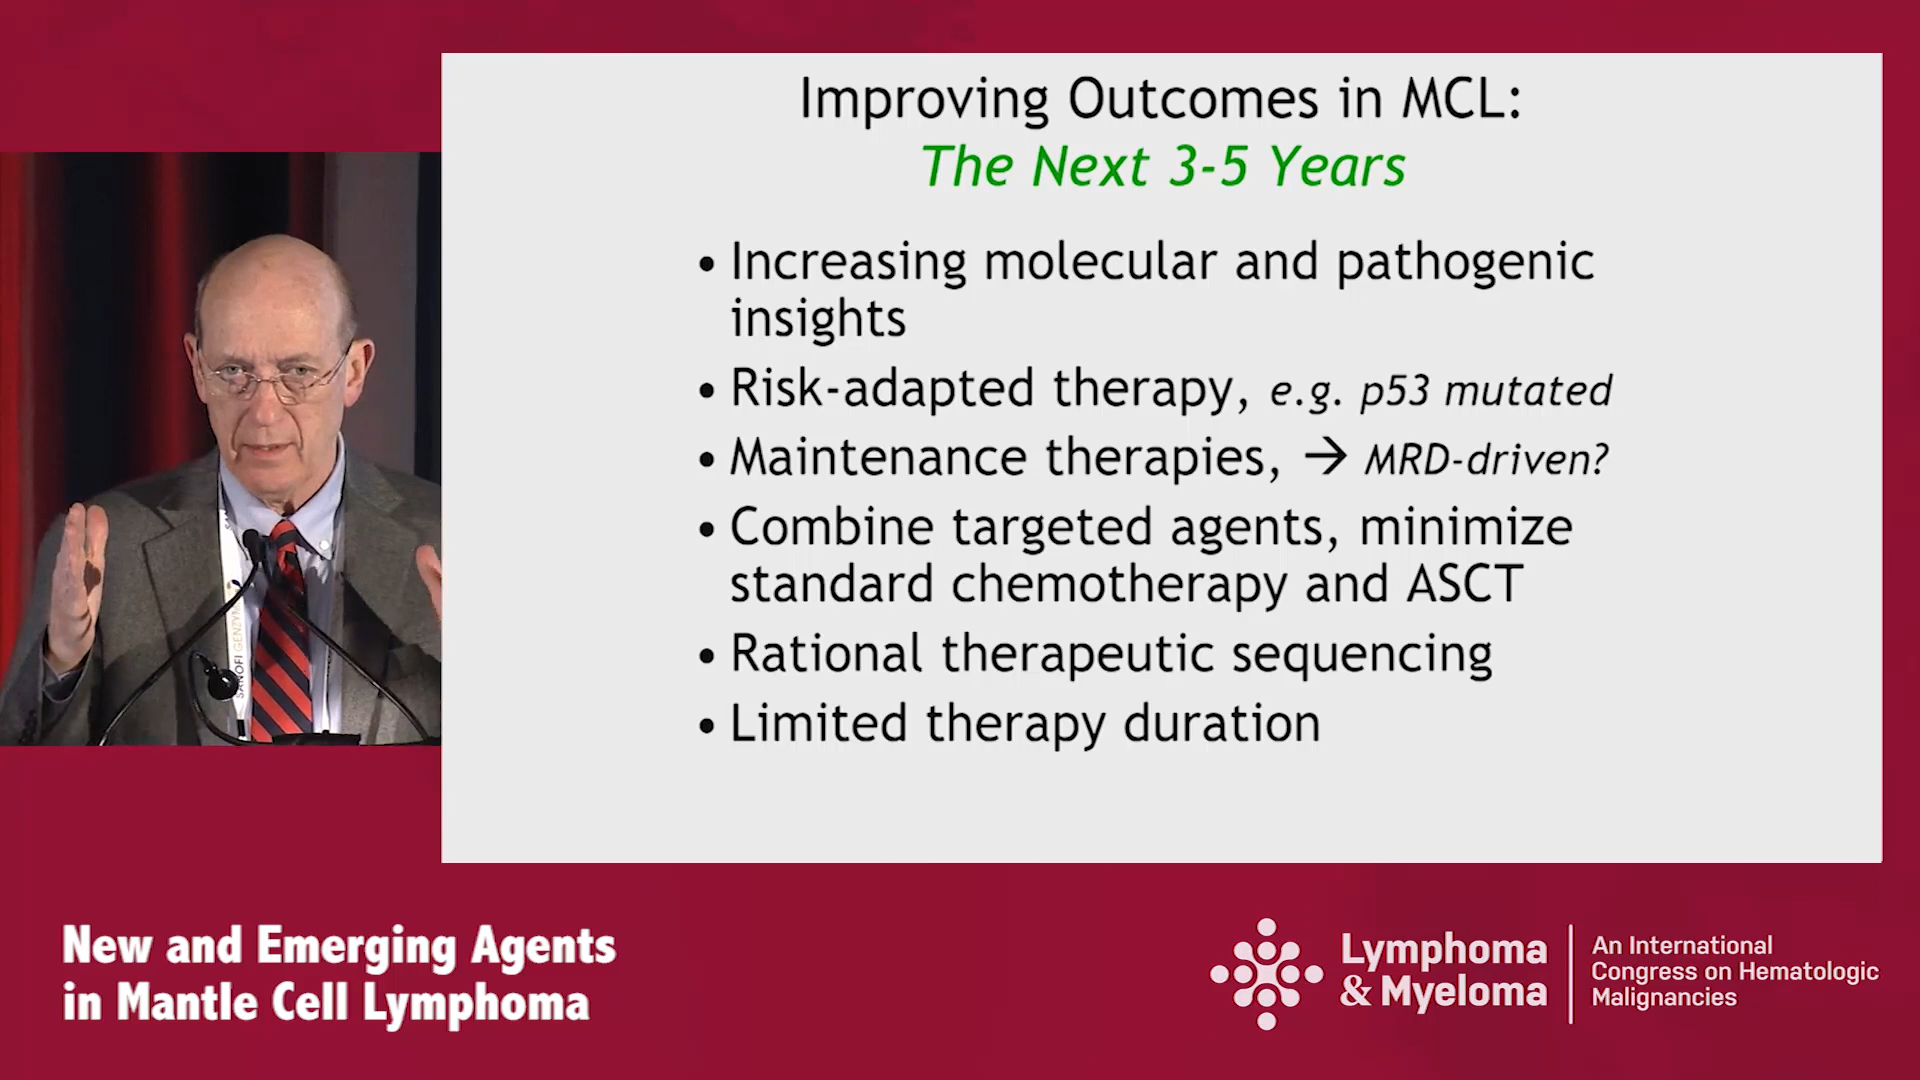 Improving Outcomes in MCL:
The Next 3-5 Years
• Increasing molecular and pathogenic
insights
• Risk-adapted therapy, e.g. p53 mutated
• Maintenance therapies, → MRD-driven?
• Combine targeted agents, minimize
standard chemotherapy and ASCT
• Rational therapeutic sequencing
• Limited therapy duration
SANOFI GENZY
New and Emerging Agents
in Mantle Cell Lymphoma
Lymphoma
& Myeloma
An International
Congress on Hematologic
Malignancies